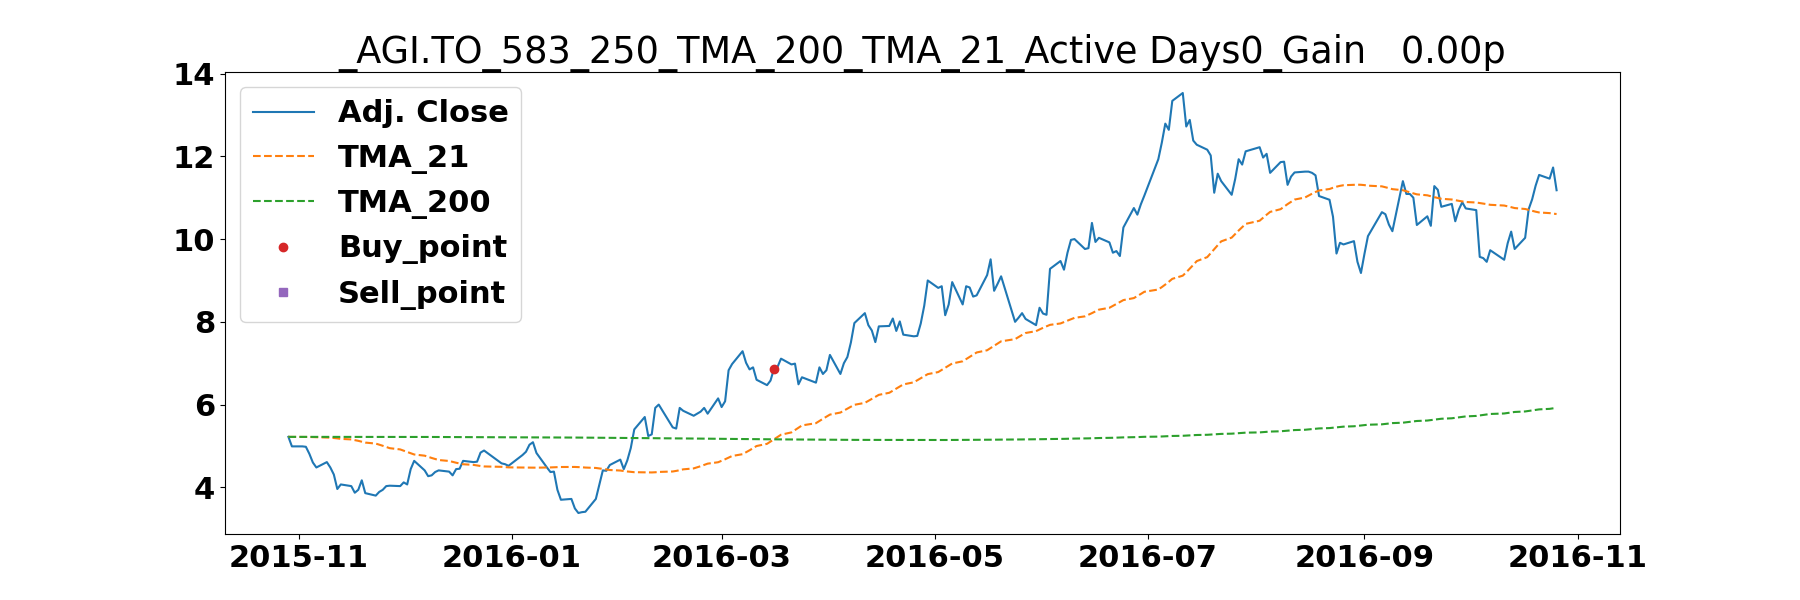 _AGI.TO_583_250_TMA_200_TMA_21_Active Days0_Gain   0.00p
14
12
10
8
6
4
Adj. Close
TMA_21
TMA_200
Buy_point
Sell_point
2015-11 2016-01 2016-03 2016-05 2016-07 2016-09 2016-11